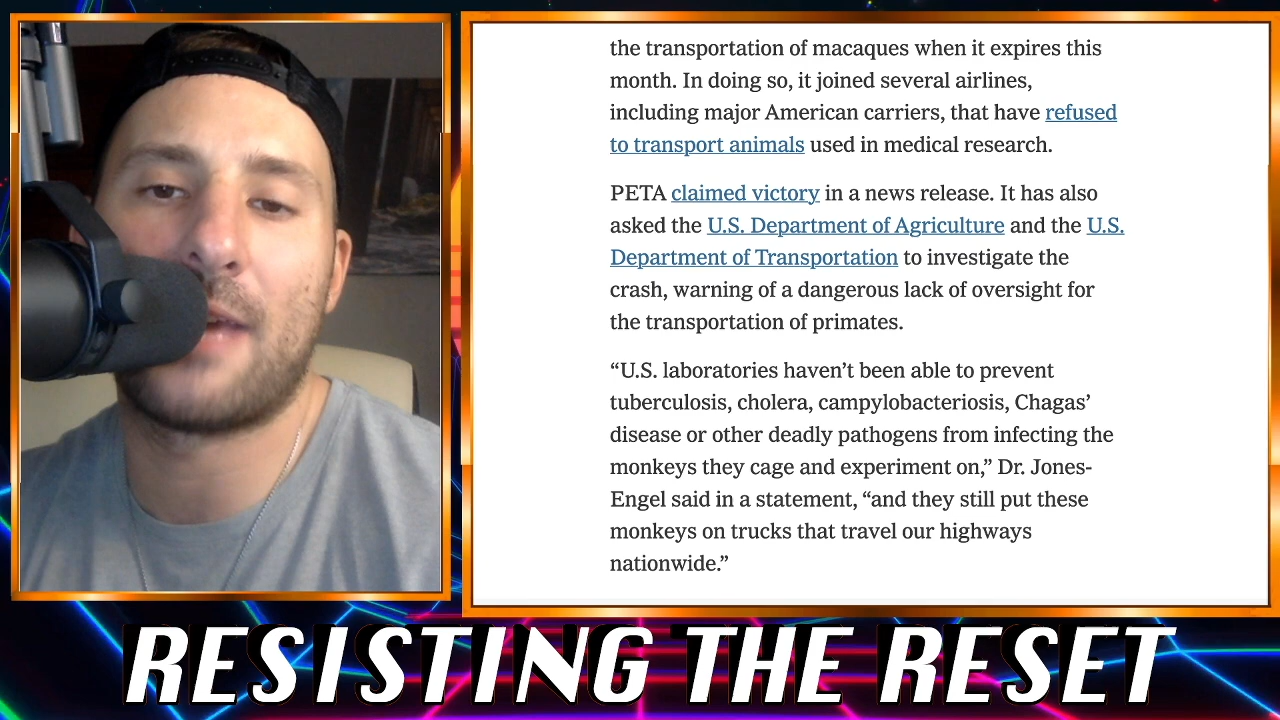 the transportation of macaques when it expires this
month. In doing so, it joined several airlines,
including major American carriers, that have refused
to transport animals used in medical research.
PETA claimed victory in a news release. It has also
asked the U.S. Department of Agriculture and the U.S.
Department of Transportation to investigate the
crash, warning of a dangerous lack of oversight for
the transportation of primates.
“U.S. laboratories haven’t been able to prevent
tuberculosis, cholera, campylobacteriosis, Chagas’
disease or other deadly pathogens from infecting the
monkeys they cage and experiment on,” Dr. Jones-
Engel said in a statement, “and they still put these
monkeys on trucks that travel our highways
nationwide.”
RESISTING THE RESET